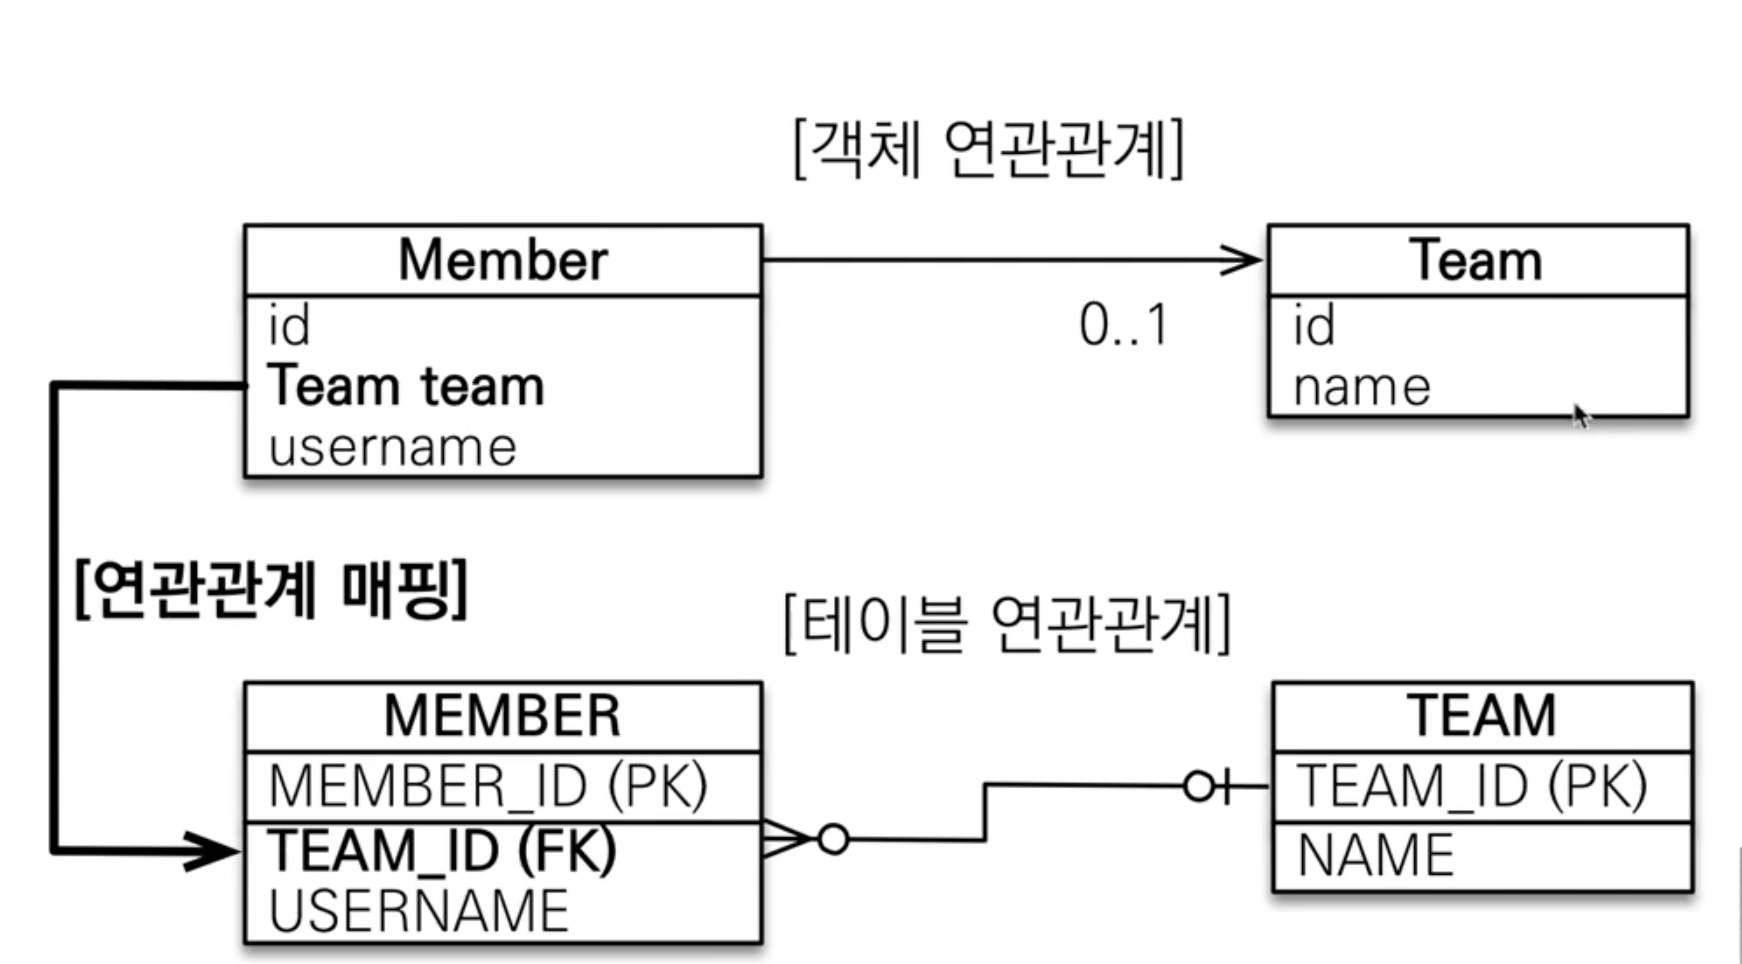 [객체 연관관계]
Member
id
Team team
username
0..1
Team
id
name
[연관관계 매핑]
[테이블 연관관계]
MEMBER
MEMBER_ID (PK)
TEAM_ID (FK)
USERNAME
TEAM
TEAM_ID (PK)
NAME